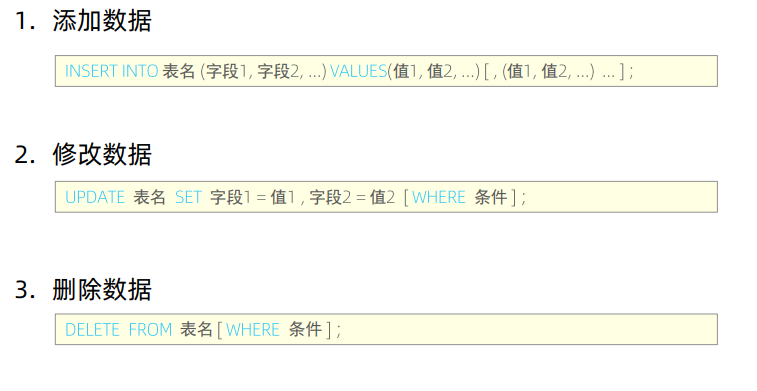 1. 添加数据
INSERT INTO 表名 (字段1, 字段2, ...) VALUES(值1, 值2, ...) [ , (值1, 值2, ...) ... ] ;
2. 修改数据
UPDATE 表名 SET 字段1 = 值1 , 字段2 = 值2 [ WHERE 条件 ] ;
3. 删除数据
DELETE FROM 表名 [ WHERE 条件 ] ;